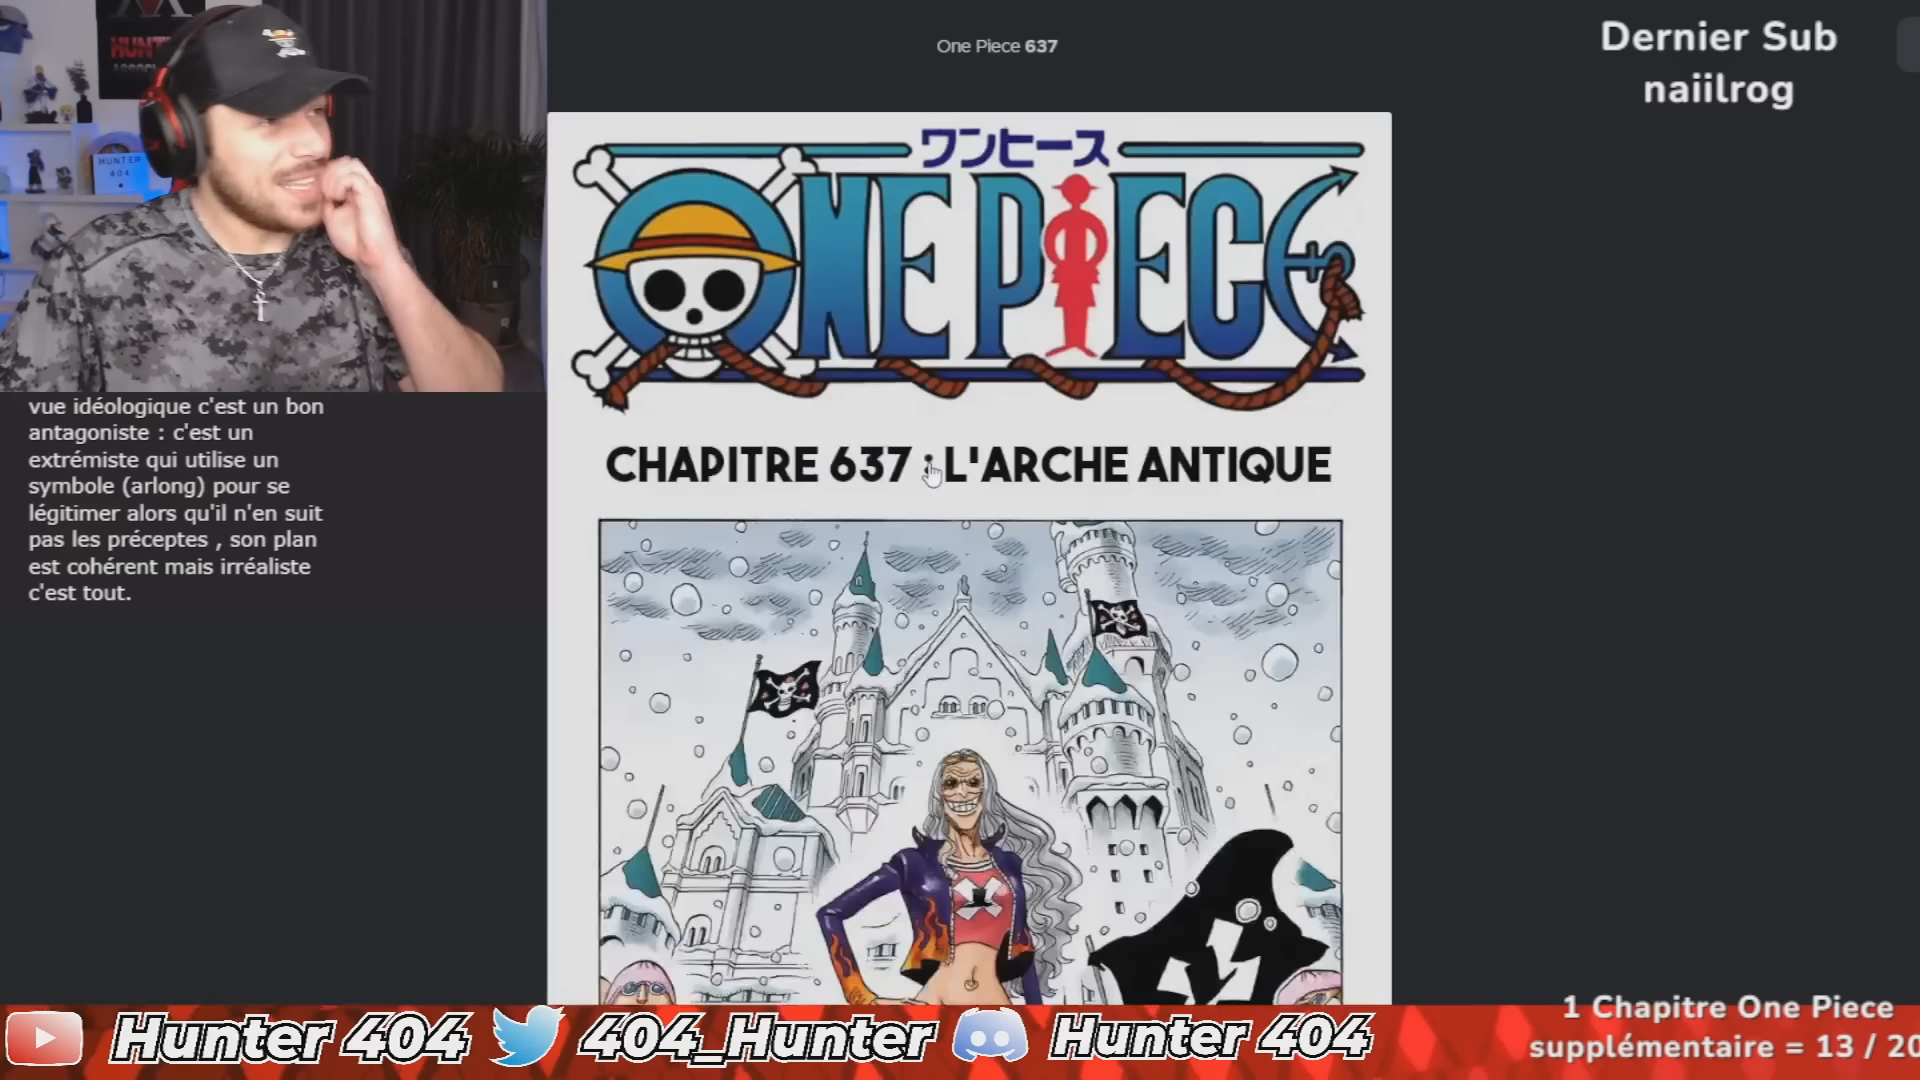 One Piece 637
Dernier Sub
naiilrog
HUNTER
404
ワンピース
ONE PIECE
CHAPITRE 637 : L'ARCHE ANTIQUE
vue idéologique c'est un bon
antagoniste : c'est un
extrémiste qui utilise un
symbole (arlong) pour se
légitimer alors qu'il n'en suit
pas les préceptes , son plan
est cohérent mais irréaliste
c'est tout.
Hunter 404
404_Hunter
Hunter 404
1 Chapitre One Piece
supplémentaire = 13 / 20